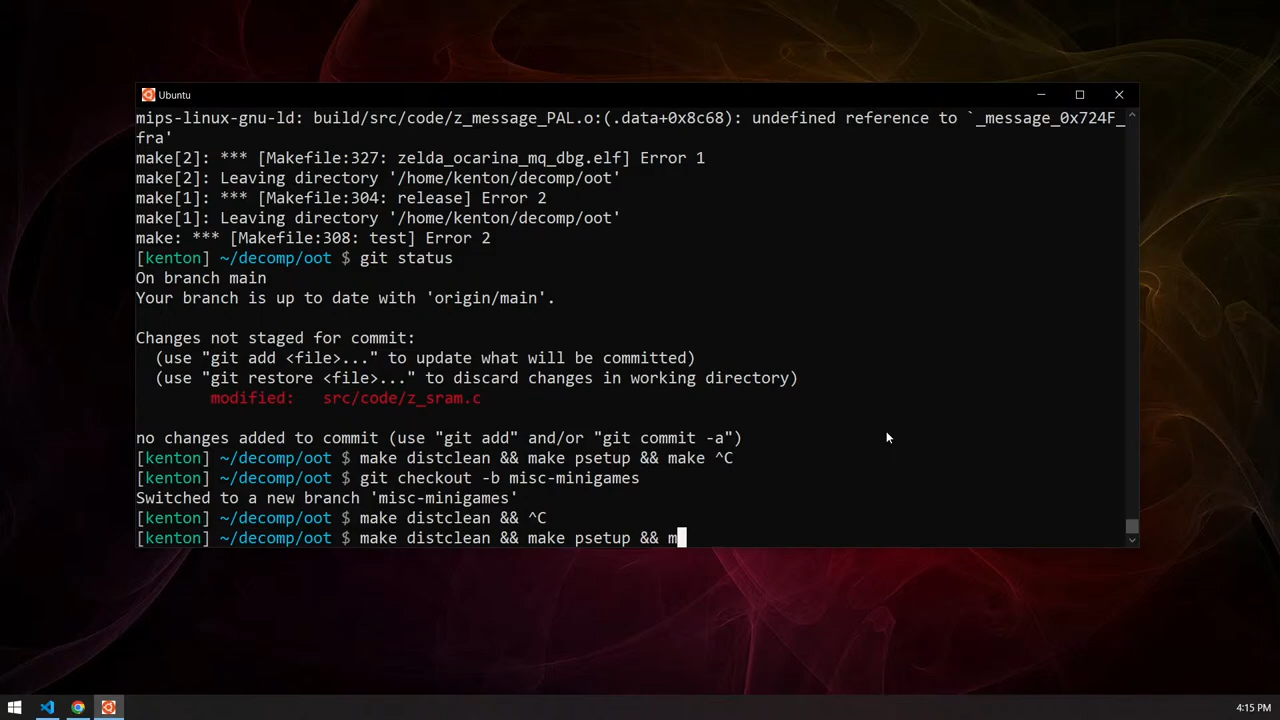 Ubuntu
mips-linux-gnu-ld: build/src/code/z_message_PAL.o:(.data+0x8c68): undefined reference to `_message_0x724F_
fra'
make[2]: *** [Makefile:327: zelda_ocarina_mq_dbg.elf] Error 1
make[2]: Leaving directory '/home/kenton/decomp/oot'
make[1]: *** [Makefile:304: release] Error 2
make[1]: Leaving directory '/home/kenton/decomp/oot'
make: *** [Makefile:308: test] Error 2
[kenton] ~/decomp/oot $ git status
On branch main
Your branch is up to date with 'origin/main'.
Changes not staged for commit:
(use "git add <file>..." to update what will be committed)
(use "git restore <file>..." to discard changes in working directory)
modified: src/code/z_sram.c
no changes added to commit (use "git add" and/or "git commit -a")
[kenton] ~/decomp/oot $ make distclean && make psetup && make ^C
[kenton] ~/decomp/oot $ git checkout -b misc-minigames
Switched to a new branch 'misc-minigames'
[kenton] ~/decomp/oot $ make distclean && ^C
[kenton] ~/decomp/oot $ make distclean && make psetup && m
4:15 PM